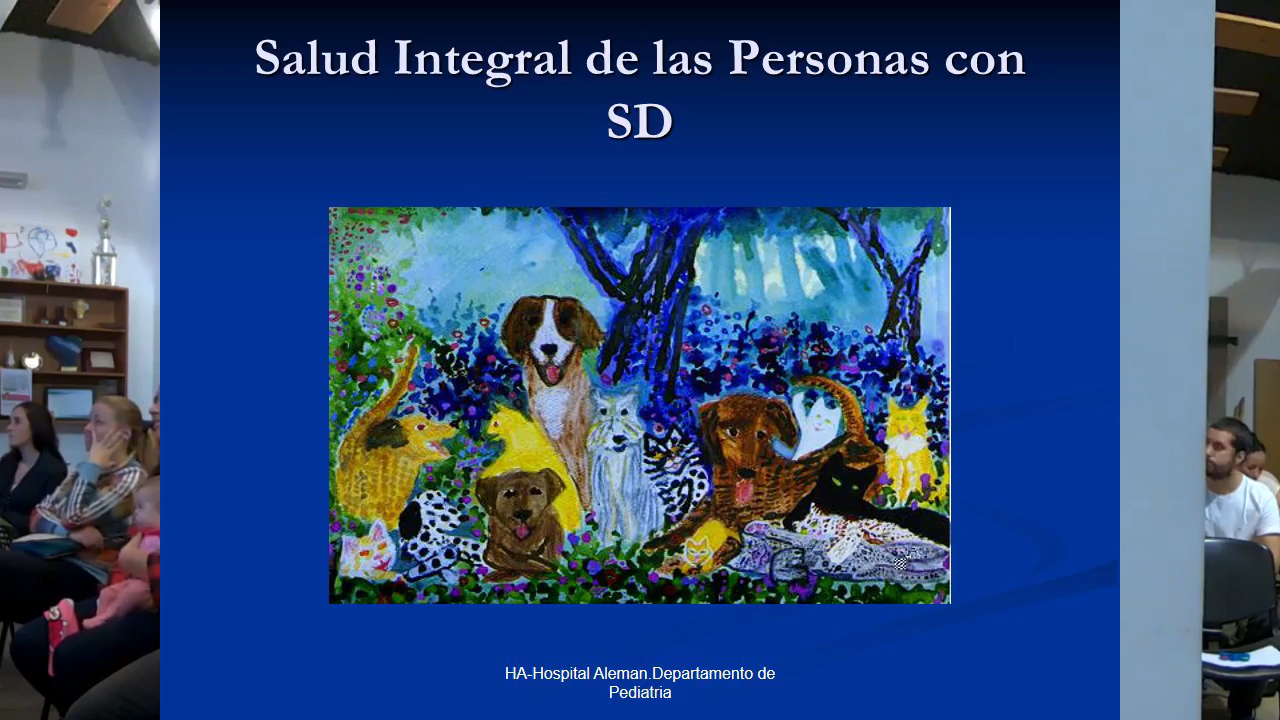 Salud Integral de las Personas con
SD
HA-Hospital Aleman.Departamento de
Pediatria